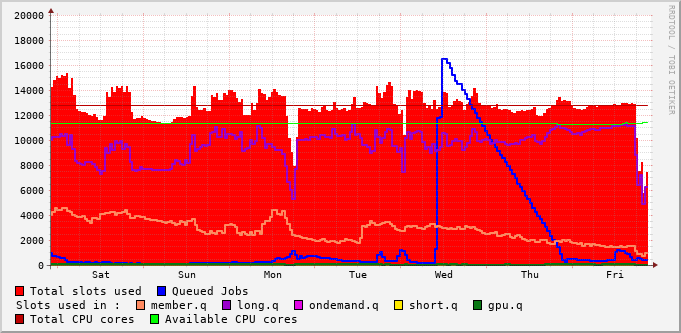 20000
18000
16000
14000
12000
10000
8000
6000
4000
2000
0
Sat Sun Mon Tue Wed Thu Fri
RRDTOOL / TOBI OETIKER
Total slots used Queued Jobs
Slots used in : member.q long.q ondemand.q short.q gpu.q
Total CPU cores Available CPU cores